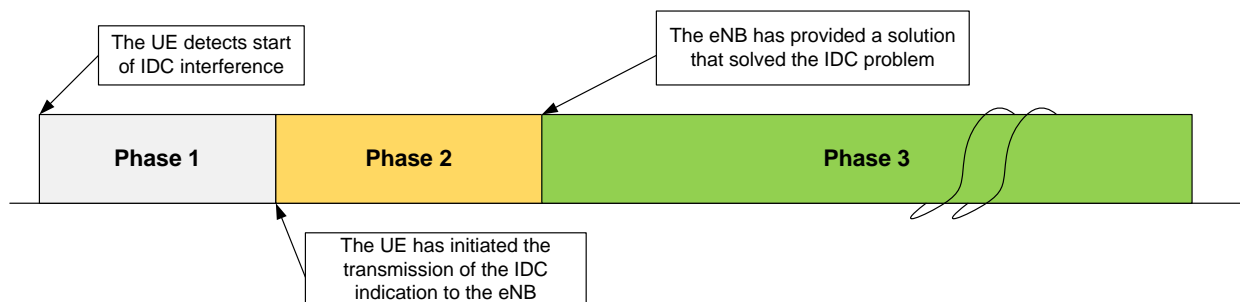 The UE detects start
of IDC interference
The eNB has provided a solution
that solved the IDC problem
Phase 1
Phase 2
Phase 3
The UE has initiated the
transmission of the IDC
indication to the eNB